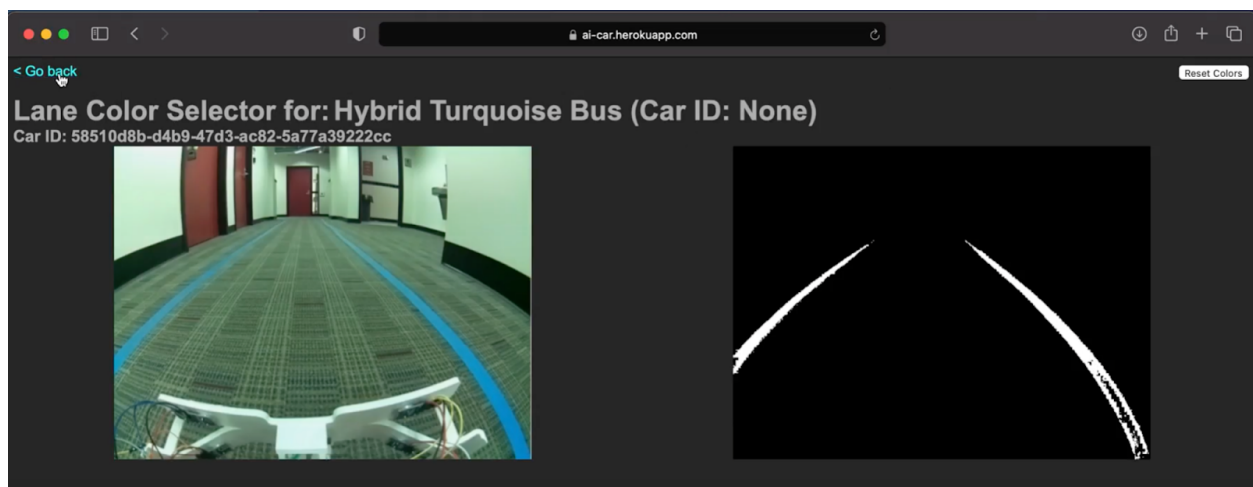 ai-car.herokuapp.com
< Go back
Reset Colors
Lane Color Selector for: Hybrid Turquoise Bus (Car ID: None)
Car ID: 58510d8b-d4b9-47d3-ac82-5a77a39222cc